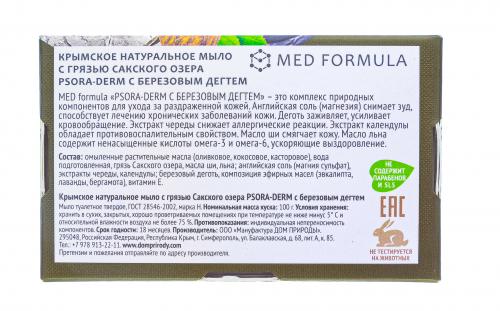 КРЫМСКОЕ НАТУРАЛЬНОЕ МЫЛО
С ГРЯЗЬЮ САКСКОГО ОЗЕРА
PSORA-DERM С БЕРЕЗОВЫМ ДЕГТЕМ
MED FORMULA
MED formula «PSORA-DERM С БЕРЕЗОВЫМ ДЕГТЕМ» – это комплекс природных
компонентов для ухода за раздраженной кожей. Английская соль (магнезия) снимает зуд,
способствует лечению хронических заболеваний кожи. Деготь заживляет, усиливает
кровообращение. Экстракт череды снижает аллергические реакции. Экстракт календулы
обладает противовоспалительным свойством. Масло ши смягчает кожу. Масло льна
содержит ненасыщенные кислоты омега-3 и омега-6, ускоряющие выздоровление.
Состав: омыленные растительные масла (оливковое, кокосовое, касторовое), вода
подготовленная, грязь Сакского озера, масла ши, льна; английская соль (магния сульфат),
экстракты череды, календулы; березовый деготь, композиция эфирных масел (эвкалипта,
лаванды, бергамота), витамин Е.
Крымское натуральное мыло с грязью Сакского озера PSORA-DERM с березовым дегтем
Мыло туалетное твердое, ГОСТ 28546-2002, марка Н. Номинальная масса куска: 100 г. Условия хранения:
хранить в сухих, закрытых, хорошо проветриваемых помещениях при температуре не ниже минус 5° С и
относительной влажности воздуха не более 75 %. Противопоказания: индивидуальная непереносимость
компонентов. Срок годности: 18 месяцев. Производитель: ООО «Мануфактура ДОМ ПРИРОДЫ».
295048, Российская Федерация, Республика Крым, г. Симферополь, ул. Балаклавская, д. 68, лит. А, к. 85.
Тел. +7 978 913-22-11. www.domprirody.com
Претензии и пожелания отправлять по адресу производителя.
НЕ
СОДЕРЖИТ
ПАРАБЕНОВ
И SLS
ЕАС
НЕ ТЕСТИРУЕТСЯ
НА ЖИВОТНЫХ